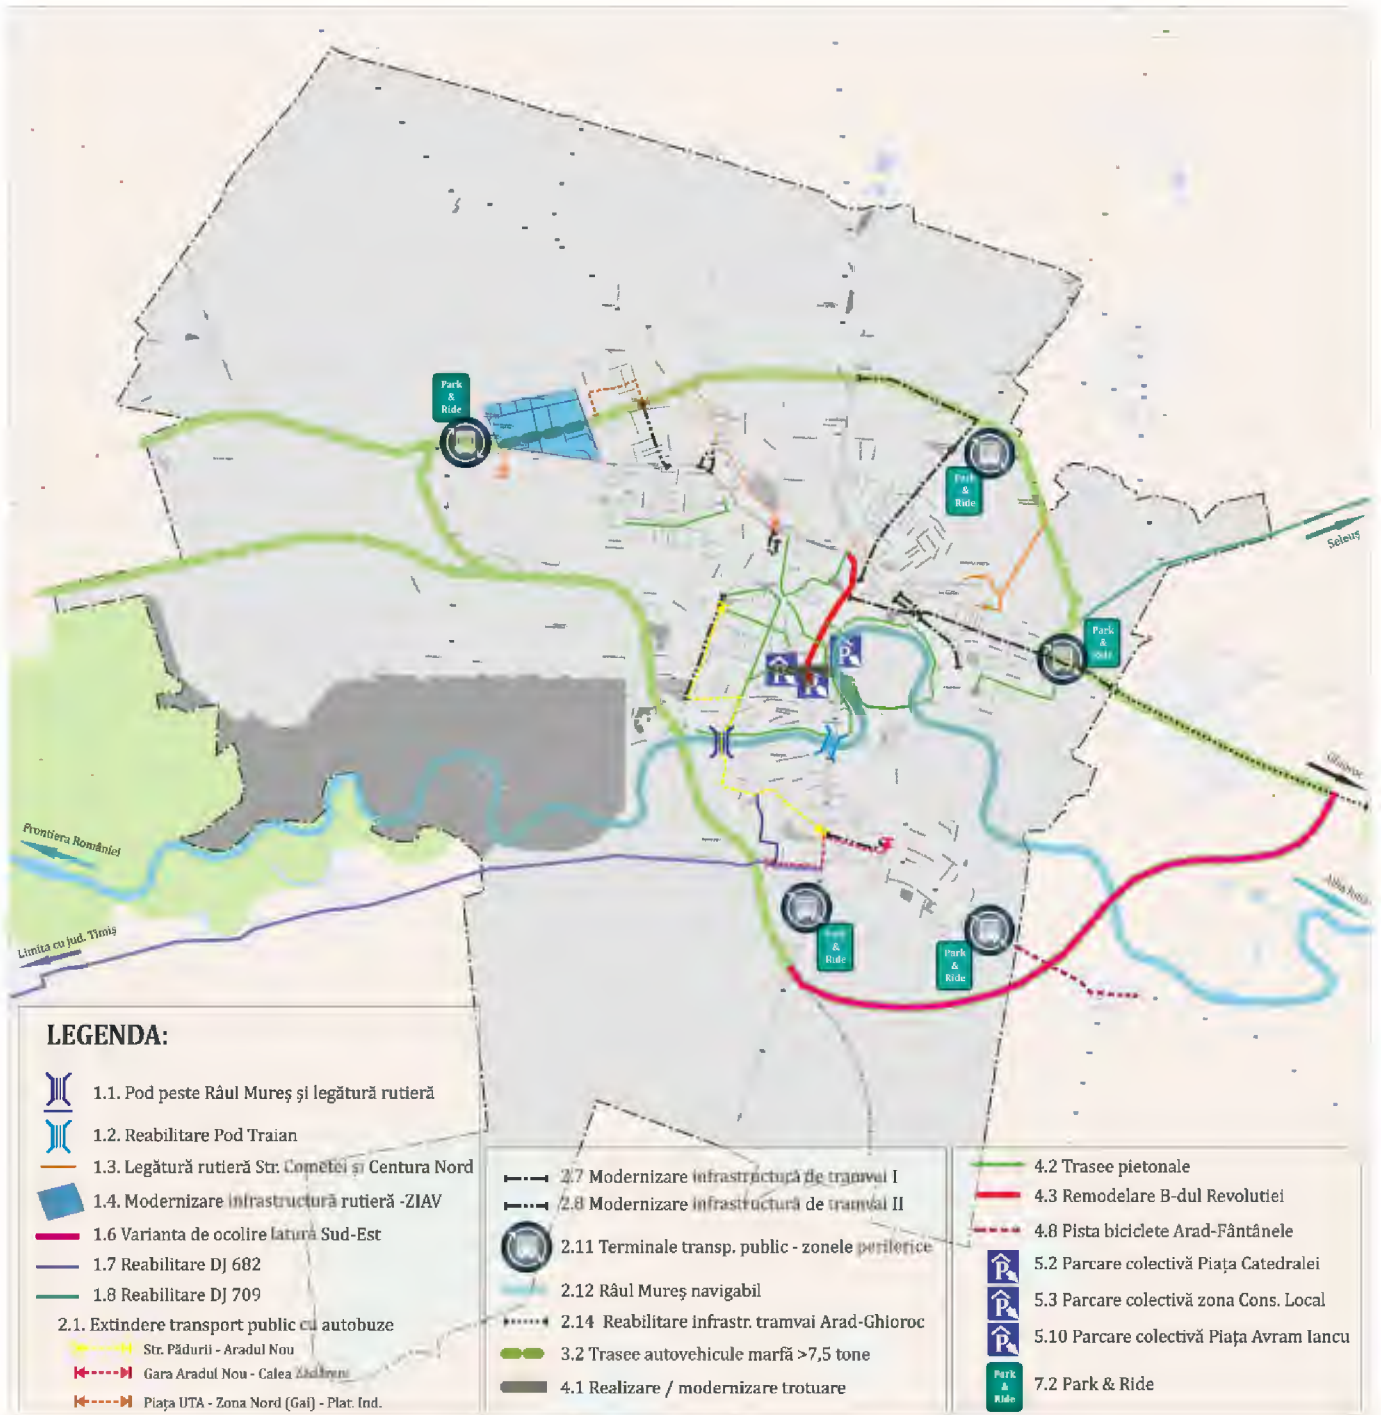 Park
&
Ride
Park
&
Ride
Seleuș
Park
&
Ride
Ghioroc
Frontiera României
Limita cu jud. Timiș
Park
&
Ride
Park
&
Ride
LEGENDA:
1.1. Pod peste Râul Mureș și legătură rutieră
1.2. Reabilitare Pod Traian
1.3. Legătură rutieră Str. Cometei și Centura Nord
1.4. Modernizare infrastructură rutieră -ZIAV
1.6 Varianta de ocolire latura Sud-Est
1.7 Reabilitare DJ 682
1.8 Reabilitare DJ 709
2.1. Extindere transport public cu autobuze
Str. Pădurii - Aradul Nou
Gara Aradul Nou - Calea
Piața UTA - Zona Nord (Gai) - Plat. Ind.
2.7 Modernizare infrastructură de tramvai I
2.8 Modernizare infrastructură de tramvai II
2.11 Terminale transp. public - zonele periferice
2.12 Râul Mureș navigabil
2.14 Reabilitare infrastr. tramvai Arad-Ghioroc
3.2 Trasee autovehicule marfă >7,5 tone
4.1 Realizare / modernizare trotuare
4.2 Trasee pietonale
4.3 Remodelare B-dul Revolutiei
4.8 Pista biciclete Arad-Fântânele
5.2 Parcare colectivă Piața Catedralei
5.3 Parcare colectivă zona Cons. Local
5.10 Parcare colectivă Piața Avram Iancu
Park
&
Ride
7.2 Park & Ride